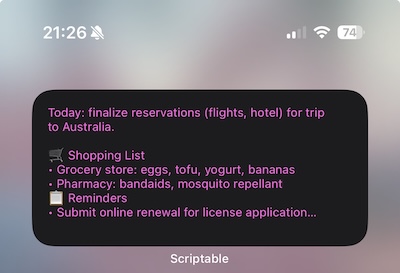 21:26
74
Today: finalize reservations (flights, hotel) for trip
to Australia.
🛒 Shopping List
• Grocery store: eggs, tofu, yogurt, bananas
• Pharmacy: bandaids, mosquito repellant
📋 Reminders
• Submit online renewal for license application...
Scriptable